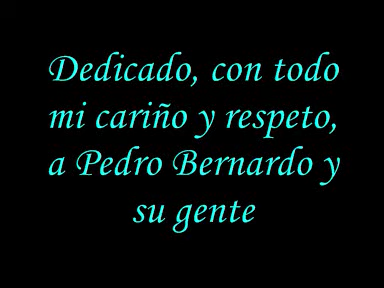 Dedicado, con todo
mi cariño y respeto,
a Pedro Bernardo y
su gente